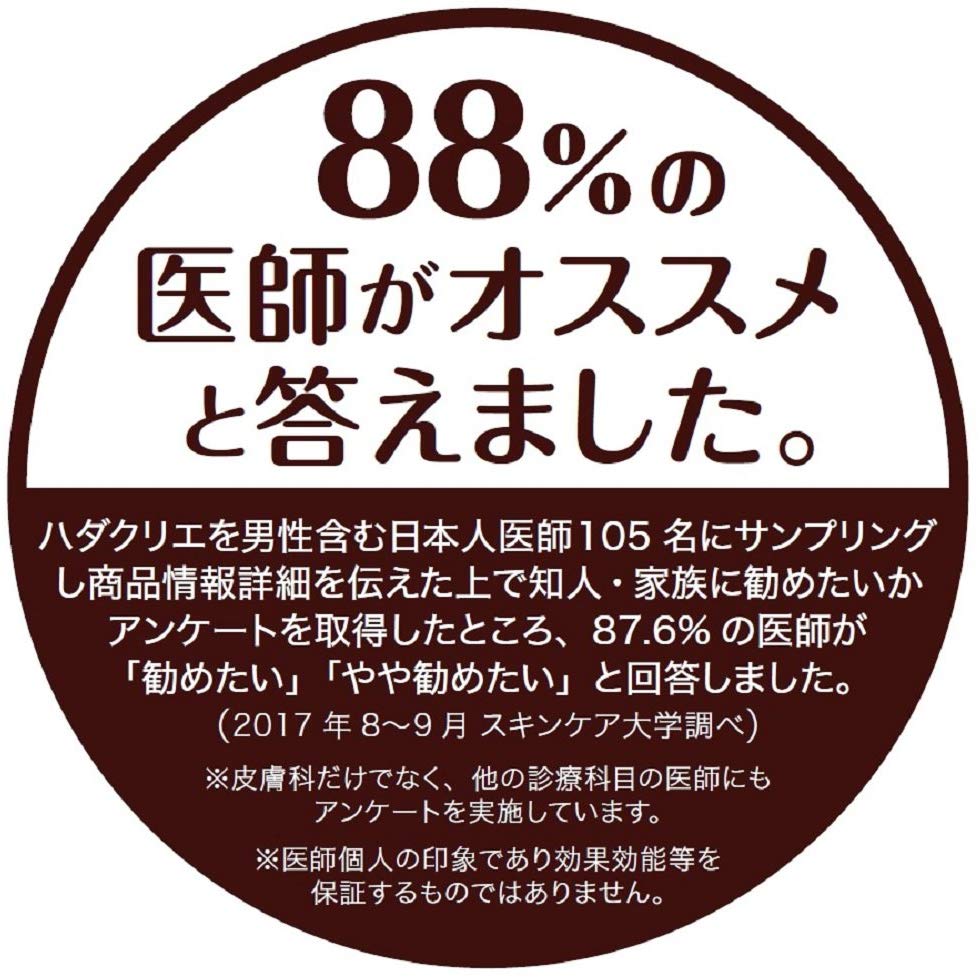 88%の
医師がオススメ
と答えました。
ハダクリエを男性含む日本人医師105 名にサンプリング
し商品情報詳細を伝えた上で知人・家族に勧めたいか
アンケートを取得したところ、87.6% の医師が
「勧めたい」「やや勧めたい」と回答しました。
(2017 年 8〜9 月 スキンケア大学調べ)
※皮膚科だけでなく、他の診療科目の医師にも
アンケートを実施しています。
※医師個人の印象であり効果効能等を
保証するものではありません。